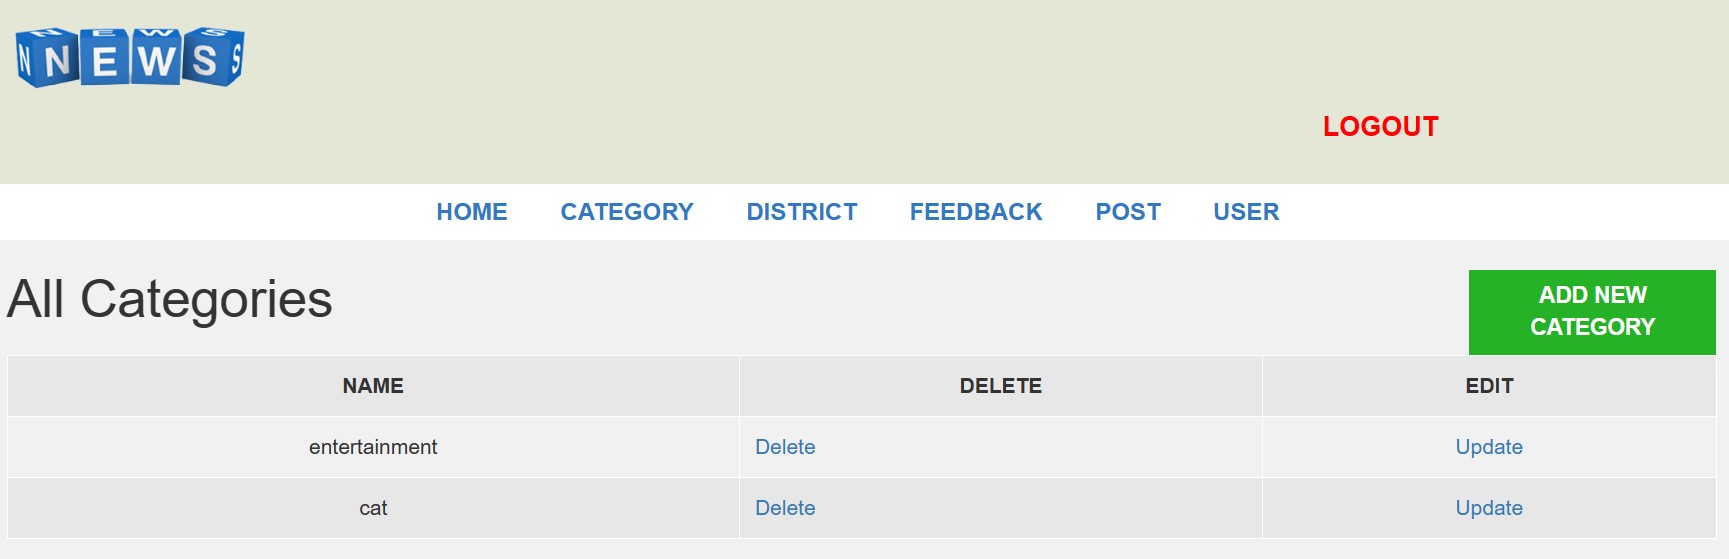 NEWS
LOGOUT
HOME CATEGORY DISTRICT FEEDBACK POST USER
All Categories
ADD NEW
CATEGORY
NAME DELETE EDIT
entertainment Delete Update
cat Delete Update